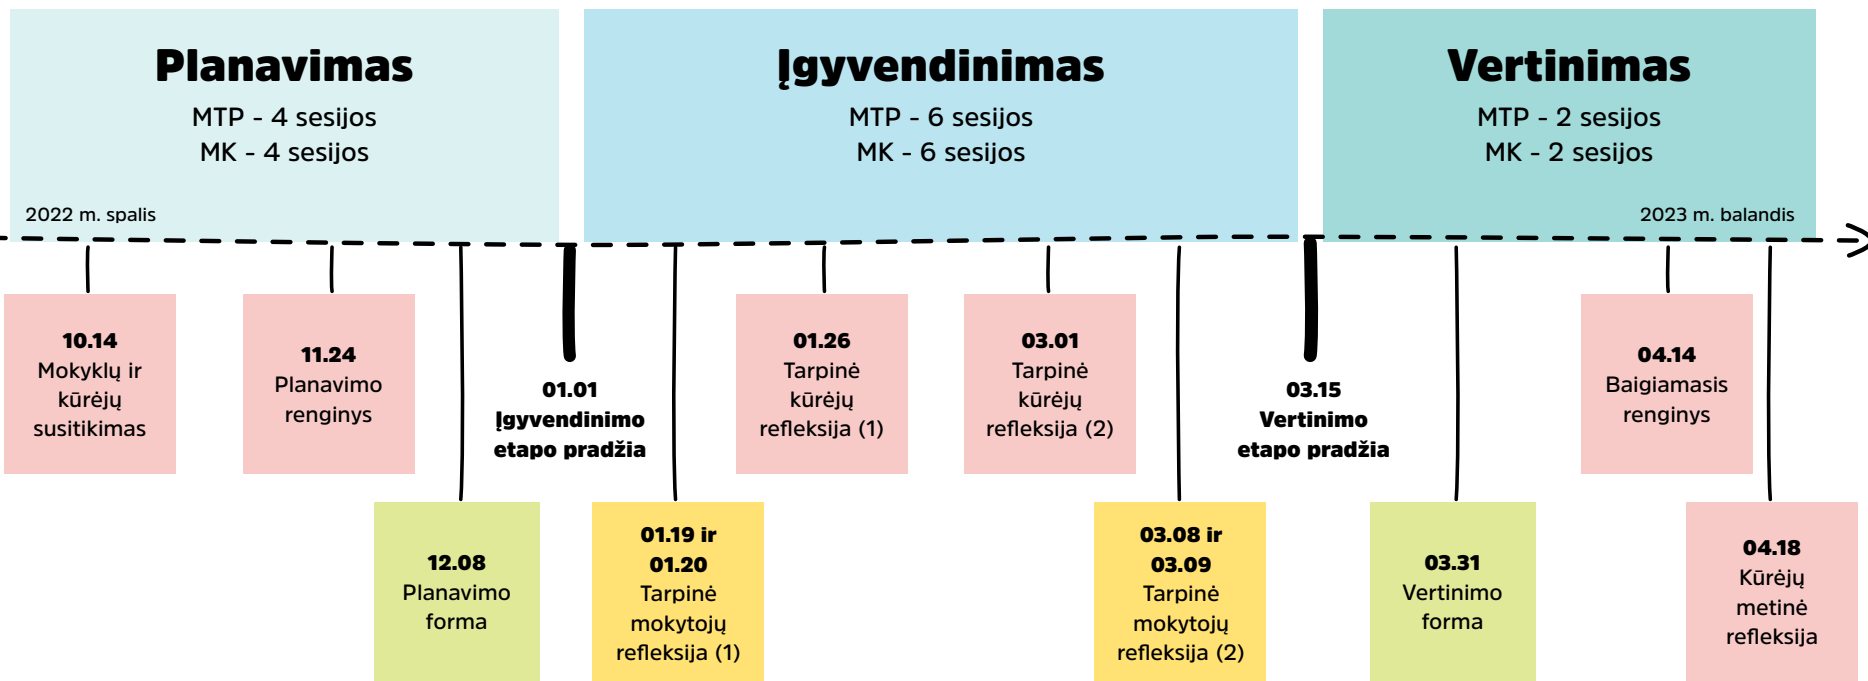 Planavimas
MTP - 4 sesijos
MK - 4 sesijos
2022 m. spalis
Įgyvendinimas
MTP - 6 sesijos
MK - 6 sesijos
Vertinimas
MTP - 2 sesijos
MK - 2 sesijos
2023 m. balandis
10.14
Mokyklų ir
kūrėjų
susitikimas
11.24
Planavimo
renginys
12.08
Planavimo
forma
01.01
Įgyvendinimo
etapo pradžia
01.19 ir
01.20
Tarpinė
mokytojų
refleksija (1)
01.26
Tarpinė
kūrėjų
refleksija (1)
03.01
Tarpinė
kūrėjų
refleksija (2)
03.08 ir
03.09
Tarpinė
mokytojų
refleksija (2)
03.15
Vertinimo
etapo pradžia
03.31
Vertinimo
forma
04.14
Baigiamasis
renginys
04.18
Kūrėjų
metinė
refleksija